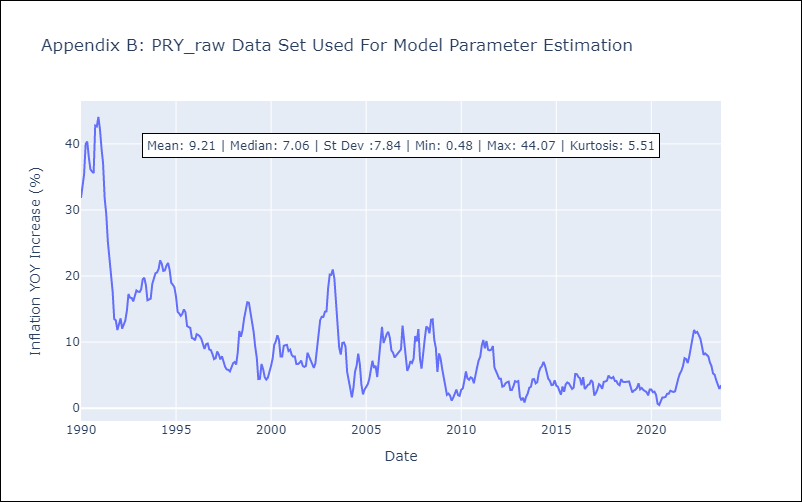 Appendix B: PRY_raw Data Set Used For Model Parameter Estimation
Mean: 9.21 | Median: 7.06 | St Dev :7.84 | Min: 0.48 | Max: 44.07 | Kurtosis: 5.51
Inflation YOY Increase (%)
40
30
20
10
0
1990 1995 2000 2005 2010 2015 2020
Date